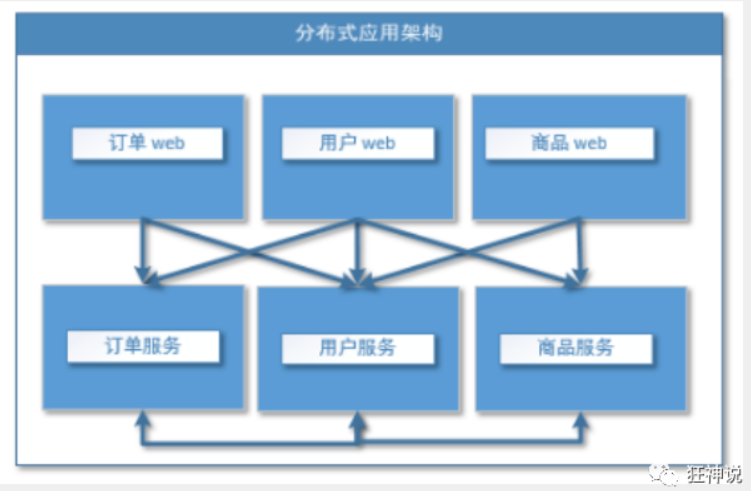 分布式应用架构
订单 web
用户 web
商品 web
订单服务
用户服务
商品服务
狂神说